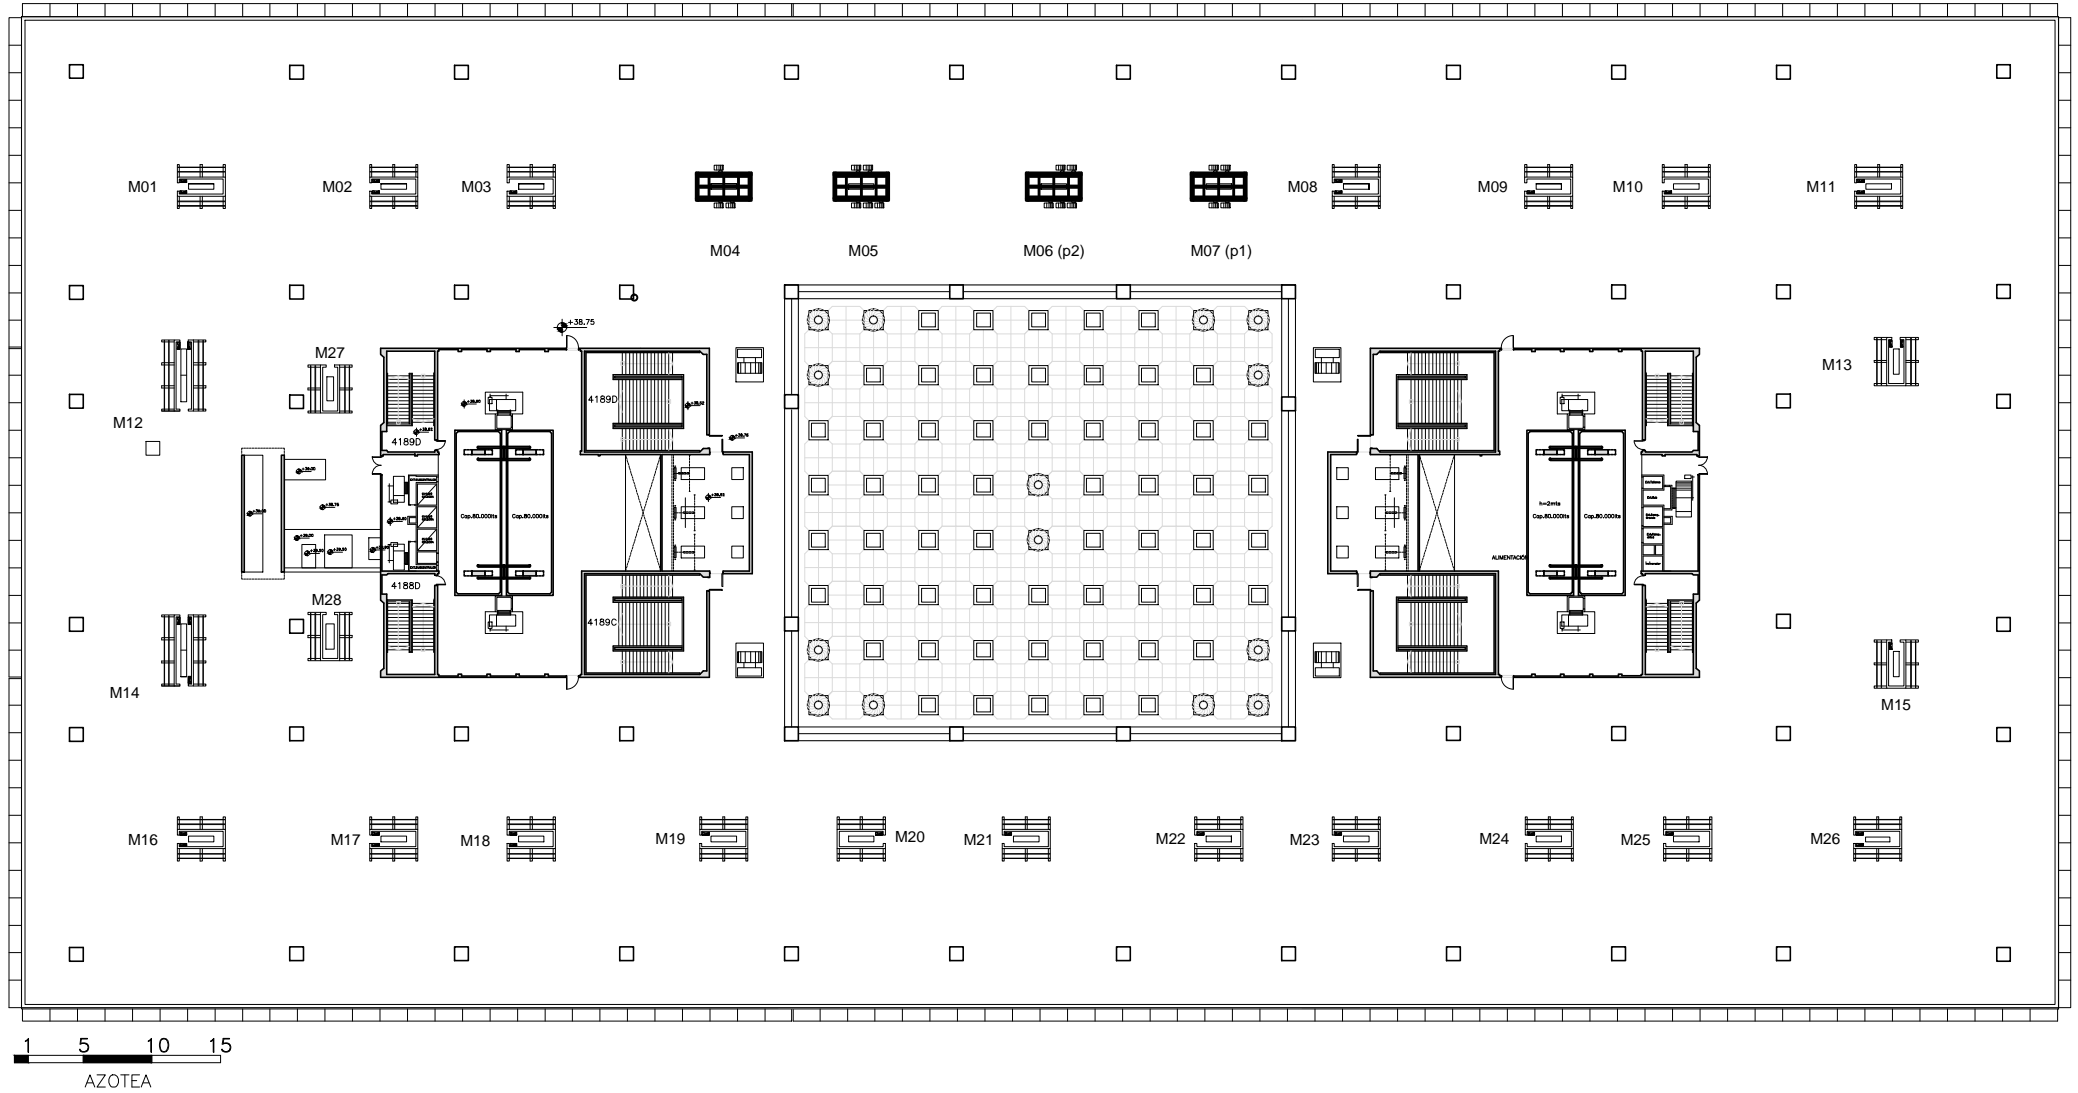 M01
M02
M03
M08
M09
M10
M11
M04
M05
M06 (p2)
M07 (p1)
+38.75
M27
M13
4189D
M12
4189D
h=2mts
Cap.80.000lts
Cap.80.000lts
Cap.80.000lts
Cap.80.000lts
ALIMENTACIÓN
4188D
M28
4189C
M14
M15
M16
M17
M18
M19
M20
M21
M22
M23
M24
M25
M26
1 5 10 15
AZOTEA